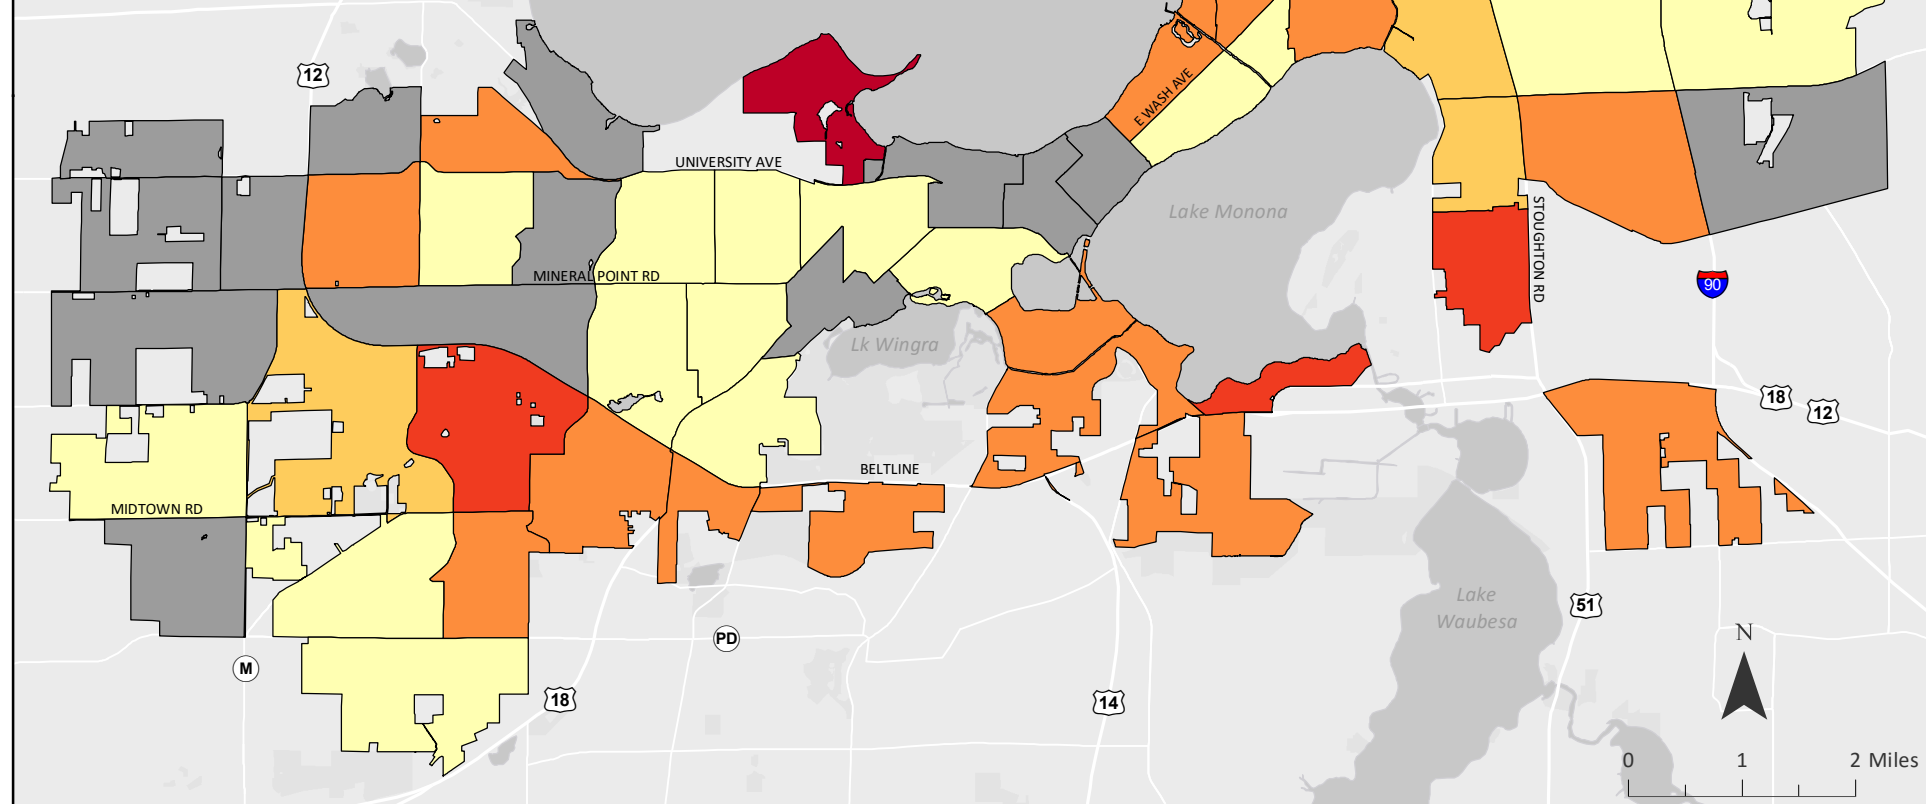 12
E WASH AVE
UNIVERSITY AVE
Lake Monona
STOUGHTON RD
MINERAL POINT RD
90
Lk Wingra
18
12
BELTLINE
MIDTOWN RD
Lake
Waubesa
51
N
PD
M
18
14
0 1 2 Miles